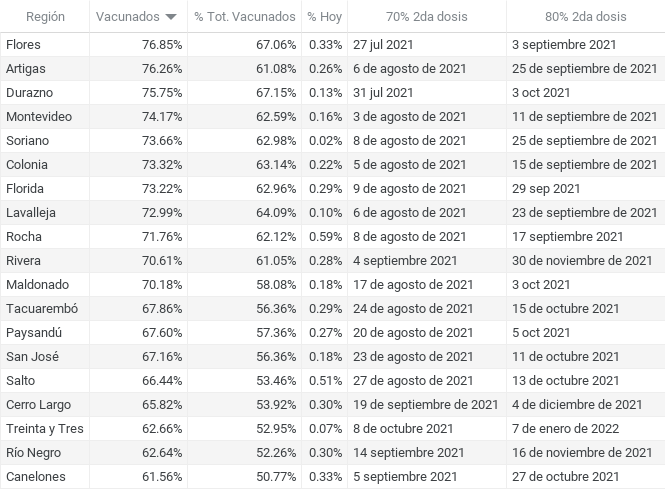 Región Vacunados % Tot. Vacunados % Hoy 70% 2da dosis 80% 2da dosis
Flores 76.85% 67.06% 0.33% 27 jul 2021 3 septiembre 2021
Artigas 76.26% 61.08% 0.26% 6 de agosto de 2021 25 de septiembre de 2021
Durazno 75.75% 67.15% 0.13% 31 jul 2021 3 oct 2021
Montevideo 74.17% 62.59% 0.16% 3 de agosto de 2021 11 de septiembre de 2021
Soriano 73.66% 62.98% 0.02% 8 de agosto de 2021 25 de septiembre de 2021
Colonia 73.32% 63.14% 0.22% 5 de agosto de 2021 15 de septiembre de 2021
Florida 73.22% 62.96% 0.29% 9 de agosto de 2021 29 sep 2021
Lavalleja 72.99% 64.09% 0.10% 6 de agosto de 2021 23 de septiembre de 2021
Rocha 71.76% 62.12% 0.59% 8 de agosto de 2021 17 septiembre 2021
Rivera 70.61% 61.05% 0.28% 4 septiembre 2021 30 de noviembre de 2021
Maldonado 70.18% 58.08% 0.18% 17 de agosto de 2021 3 oct 2021
Tacuarembó 67.86% 56.36% 0.29% 24 de agosto de 2021 15 de octubre 2021
Paysandú 67.60% 57.36% 0.27% 20 de agosto de 2021 5 oct 2021
San José 67.16% 56.36% 0.18% 23 de agosto de 2021 11 de octubre 2021
Salto 66.44% 53.46% 0.51% 27 de agosto de 2021 13 de octubre 2021
Cerro Largo 65.82% 53.92% 0.30% 19 de septiembre de 2021 4 de diciembre de 2021
Treinta y Tres 62.66% 52.95% 0.07% 8 de octubre 2021 7 de enero de 2022
Río Negro 62.64% 52.26% 0.30% 14 septiembre 2021 16 de noviembre de 2021
Canelones 61.56% 50.77% 0.33% 5 septiembre 2021 27 de octubre 2021